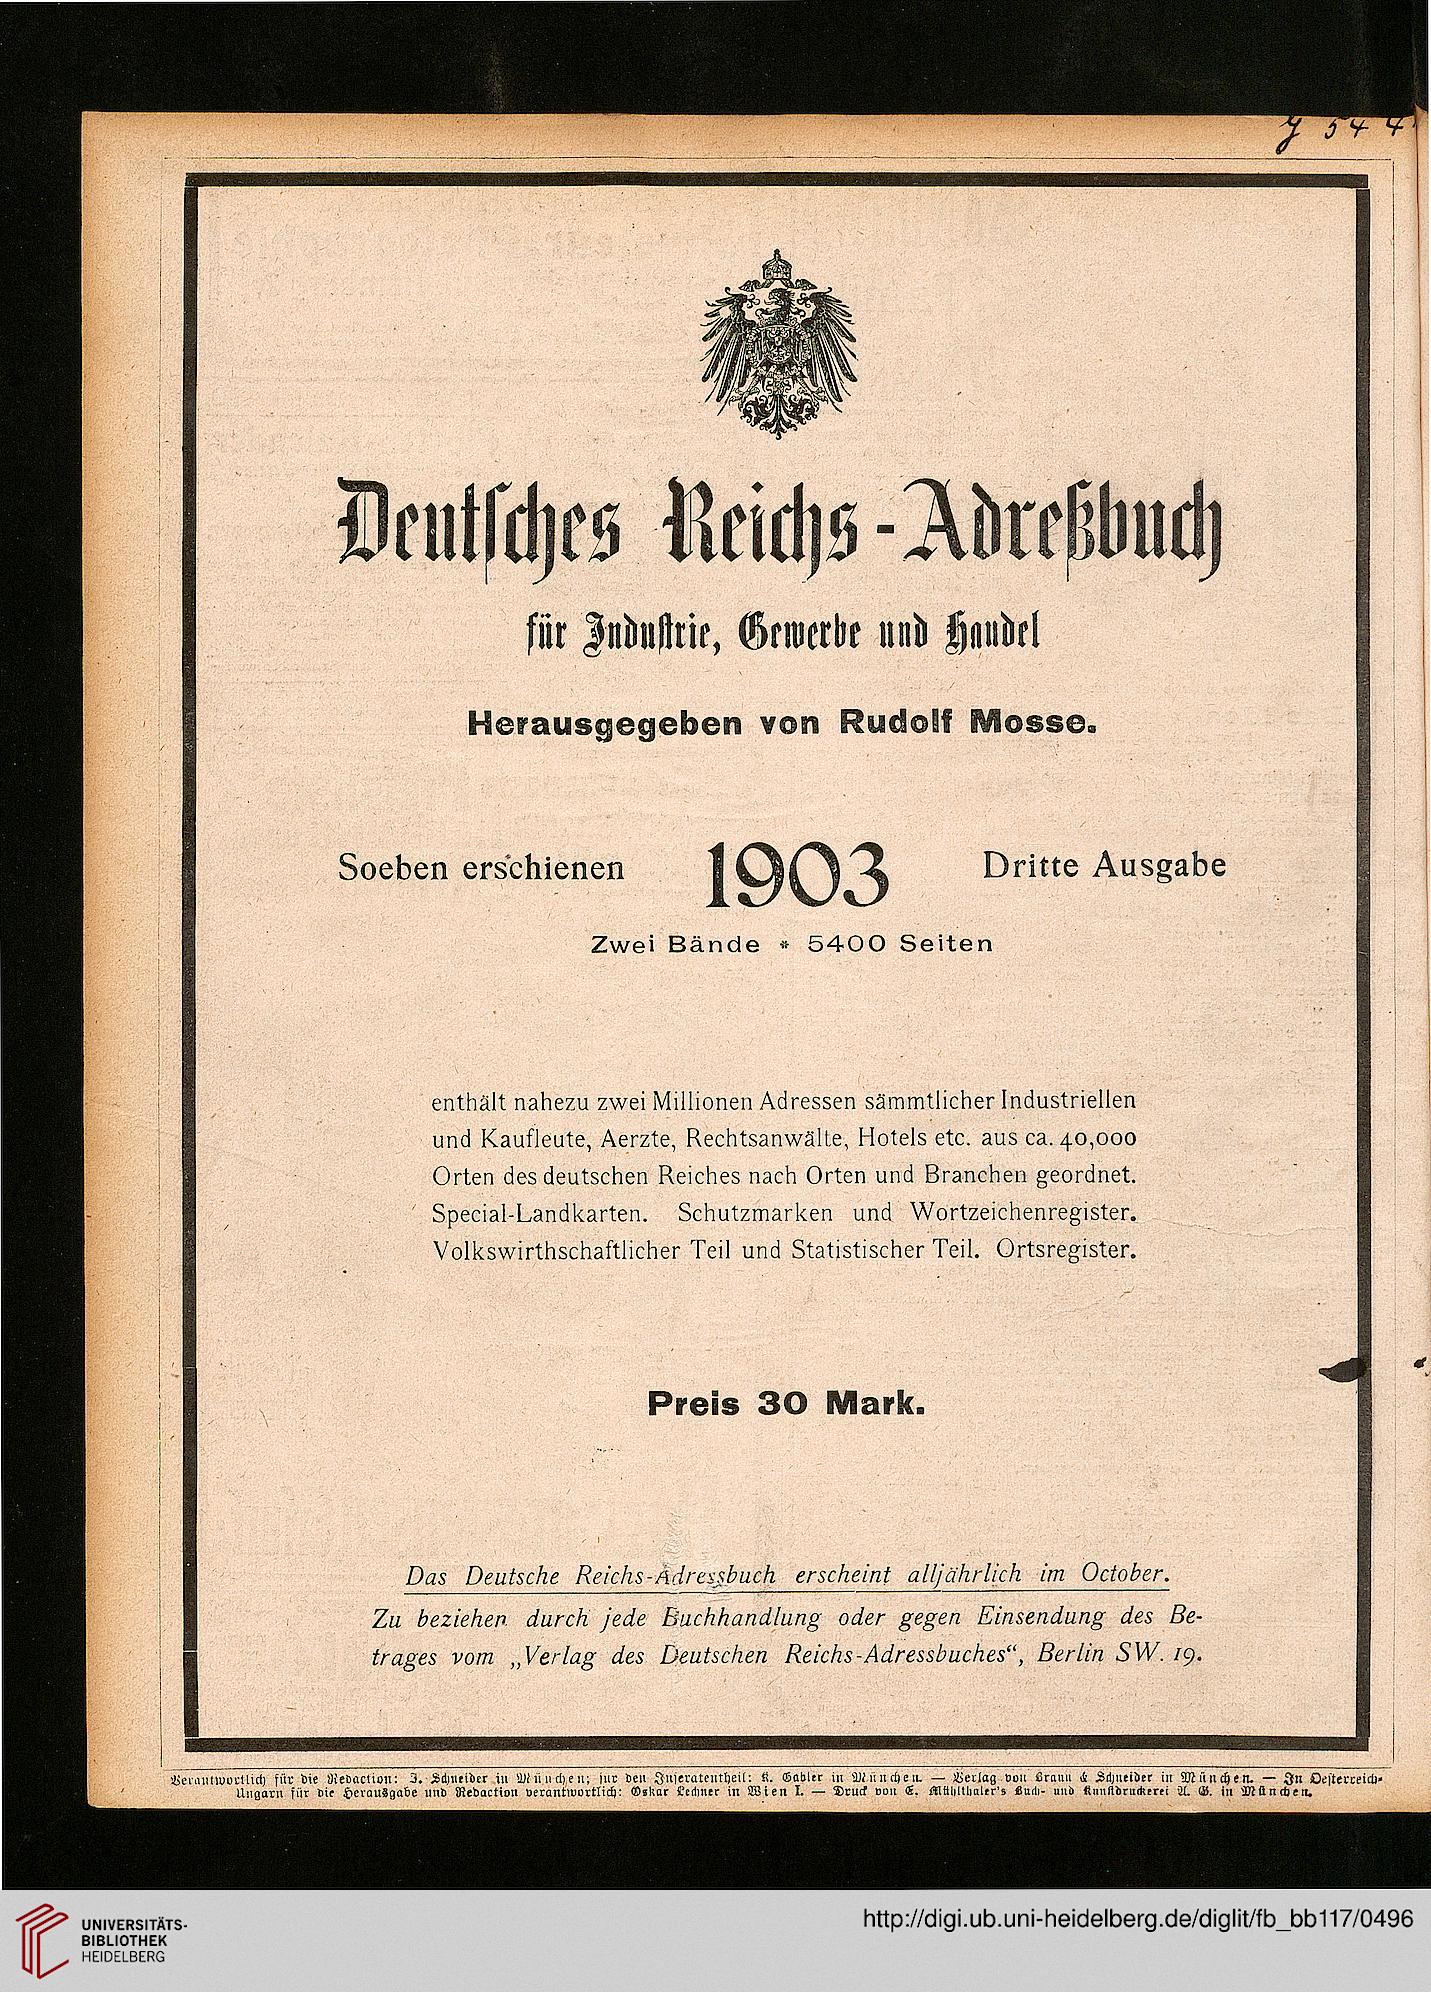 y 544
Deutsches Reichs-Adreßbuch
für Industrie, Gewerbe und Handel
Herausgegeben von Rudolf Mosse.
Soeben erschienen 1903 Dritte Ausgabe
Zwei Bände * 5400 Seiten
enthält nahezu zwei Millionen Adressen sämmtlicher Industriellen
und Kaufleute, Aerzte, Rechtsanwälte, Hotels etc. aus ca. 40,000
Orten des deutschen Reiches nach Orten und Branchen geordnet.
Special-Landkarten. Schutzmarken und Wortzeichenregister.
Volkswirthschaftlicher Teil und Statistischer Teil. Ortsregister.
Preis 30 Mark.
Das Deutsche Reichs-Adressbuch erscheint alljährlich im October.
Zu beziehen durch jede Buchhandlung oder gegen Einsendung des Be-
trages vom „Verlag des Deutschen Reichs-Adressbuches“, Berlin SW. 19.
Verantwortlich für die Redaction: J. Schneider in München; für den Inseratentheil: K. Gabler in München. — Verlag von Braun & Schneider in München. — In Oesterreich-
Ungarn für die Herausgabe und Redaction verantwortlich: Oskar Lechner in Wien I. — Druck von E. Mühlthaler's Buch- und Kunstdruckerei A. G. in München.
UNIVERSITÄTS-
BIBLIOTHEK
HEIDELBERG
http://digi.ub.uni-heidelberg.de/diglit/fb_bb117/0496